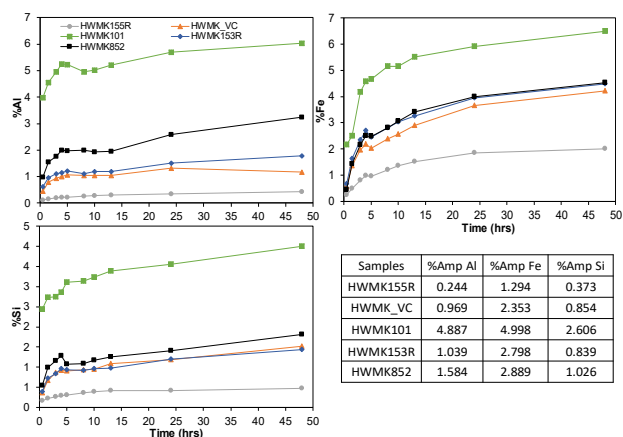 HWMK155R
HWMK_VC
HWMK101
HWMK153R
HWMK852
%Al
7
6
5
4
3
2
1
0
0 5 10 15 20 25 30 35 40 45 50
%Fe
7
6
5
4
3
2
1
0
0 5 10 15 20 25 30 35 40 45 50
Time (hrs)
%Si
5
4
4
3
3
2
2
1
1
0
0 5 10 15 20 25 30 35 40 45 50
Time (hrs)
Samples %Amp Al %Amp Fe %Amp Si
HWMK155R 0.244 1.294 0.373
HWMK_VC 0.969 2.353 0.854
HWMK101 4.887 4.998 2.606
HWMK153R 1.039 2.798 0.839
HWMK852 1.584 2.889 1.026